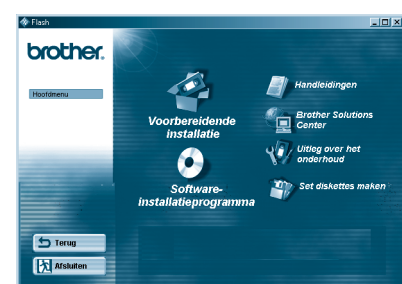 Flash
brother.
Hoofdmenu
Voorbereidende
installatie
Software-
installatieprogramma
Handleidingen
Brother Solutions
Center
Uitleg over het
onderhoud
Set diskettes maken
Terug
Afsluiten